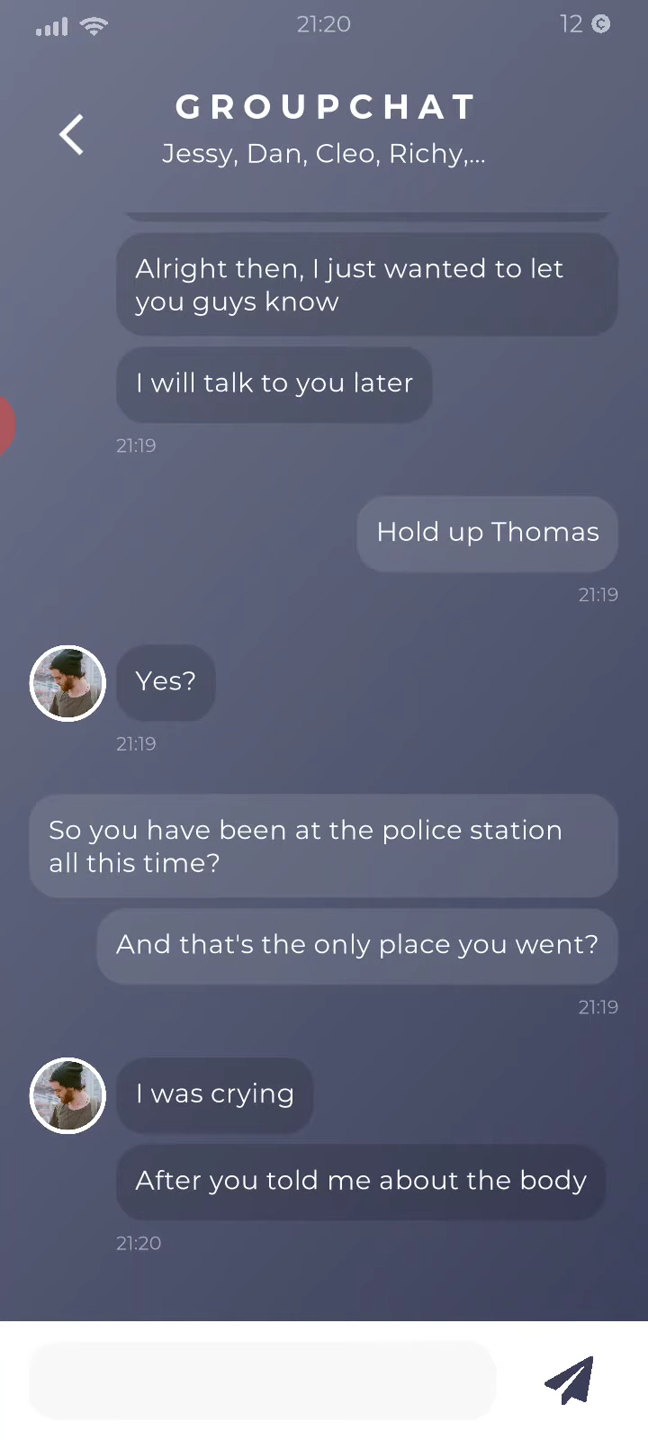 21:20
12
GROUPCHAT
Jessy, Dan, Cleo, Richy,...
Alright then, I just wanted to let
you guys know
I will talk to you later
21:19
Hold up Thomas
21:19
Yes?
21:19
So you have been at the police station
all this time?
And that's the only place you went?
21:19
I was crying
After you told me about the body
21:20